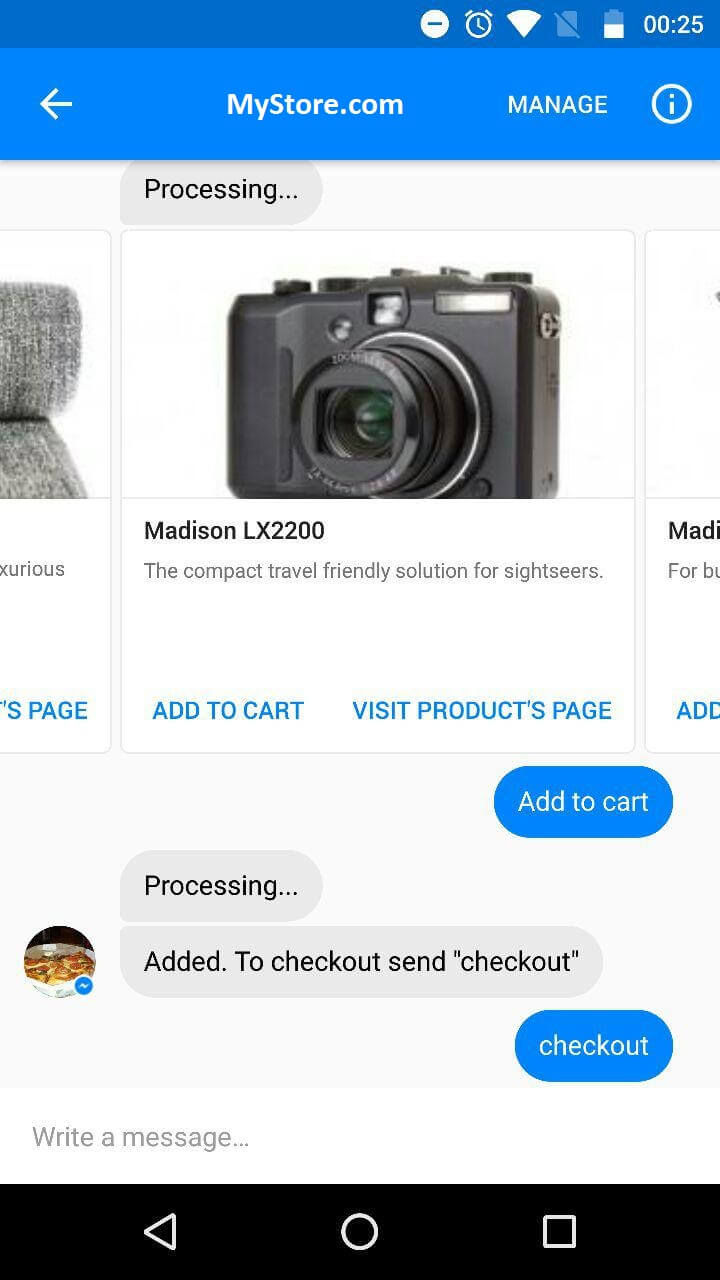 00:25
MyStore.com MANAGE
Processing...
Madison LX2200
The compact travel friendly solution for sightseers.
ADD TO CART VISIT PRODUCT'S PAGE
xurious
'S PAGE
Madi
For bu
ADD
Add to cart
Processing...
Added. To checkout send "checkout"
checkout
Write a message...